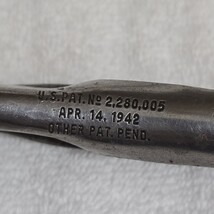 U.S. PAT. Nº 2,280,005
APR. 14. 1942
OTHER PAT. PEND.